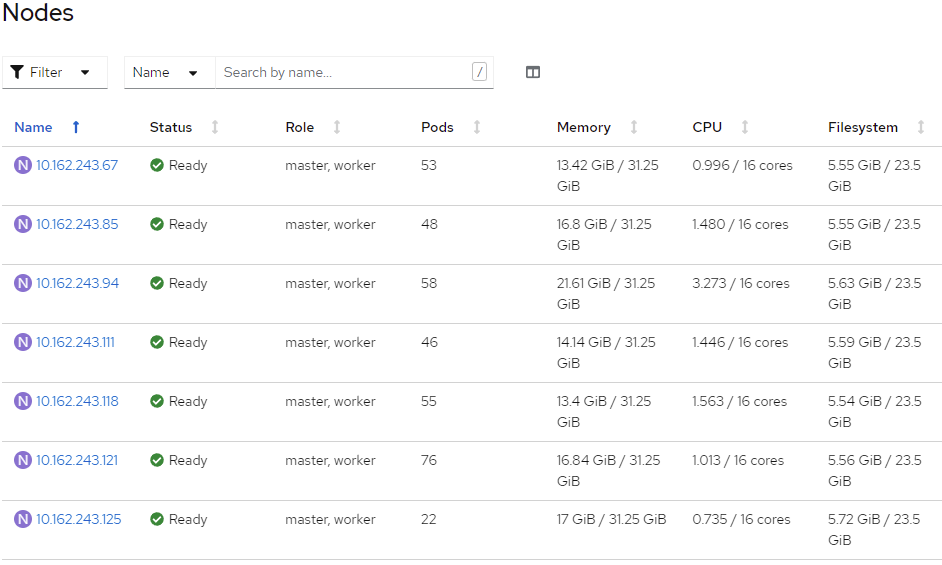 Nodes
Filter Name Search by name... /
Name Status Role Pods Memory CPU Filesystem
N 10.162.243.67 Ready master, worker 53 13.42 GiB / 31.25 0.996 / 16 cores 5.55 GiB / 23.5
GiB GiB
N 10.162.243.85 Ready master, worker 48 16.8 GiB / 31.25 1.480 / 16 cores 5.55 GiB / 23.5
GiB GiB
N 10.162.243.94 Ready master, worker 58 21.61 GiB / 31.25 3.273 / 16 cores 5.63 GiB / 23.5
GiB GiB
N 10.162.243.111 Ready master, worker 46 14.14 GiB / 31.25 1.446 / 16 cores 5.59 GiB / 23.5
GiB GiB
N 10.162.243.118 Ready master, worker 55 13.4 GiB / 31.25 1.563 / 16 cores 5.54 GiB / 23.5
GiB GiB
N 10.162.243.121 Ready master, worker 76 16.84 GiB / 31.25 1.013 / 16 cores 5.56 GiB / 23.5
GiB GiB
N 10.162.243.125 Ready master, worker 22 17 GiB / 31.25 GiB 0.735 / 16 cores 5.72 GiB / 23.5
GiB